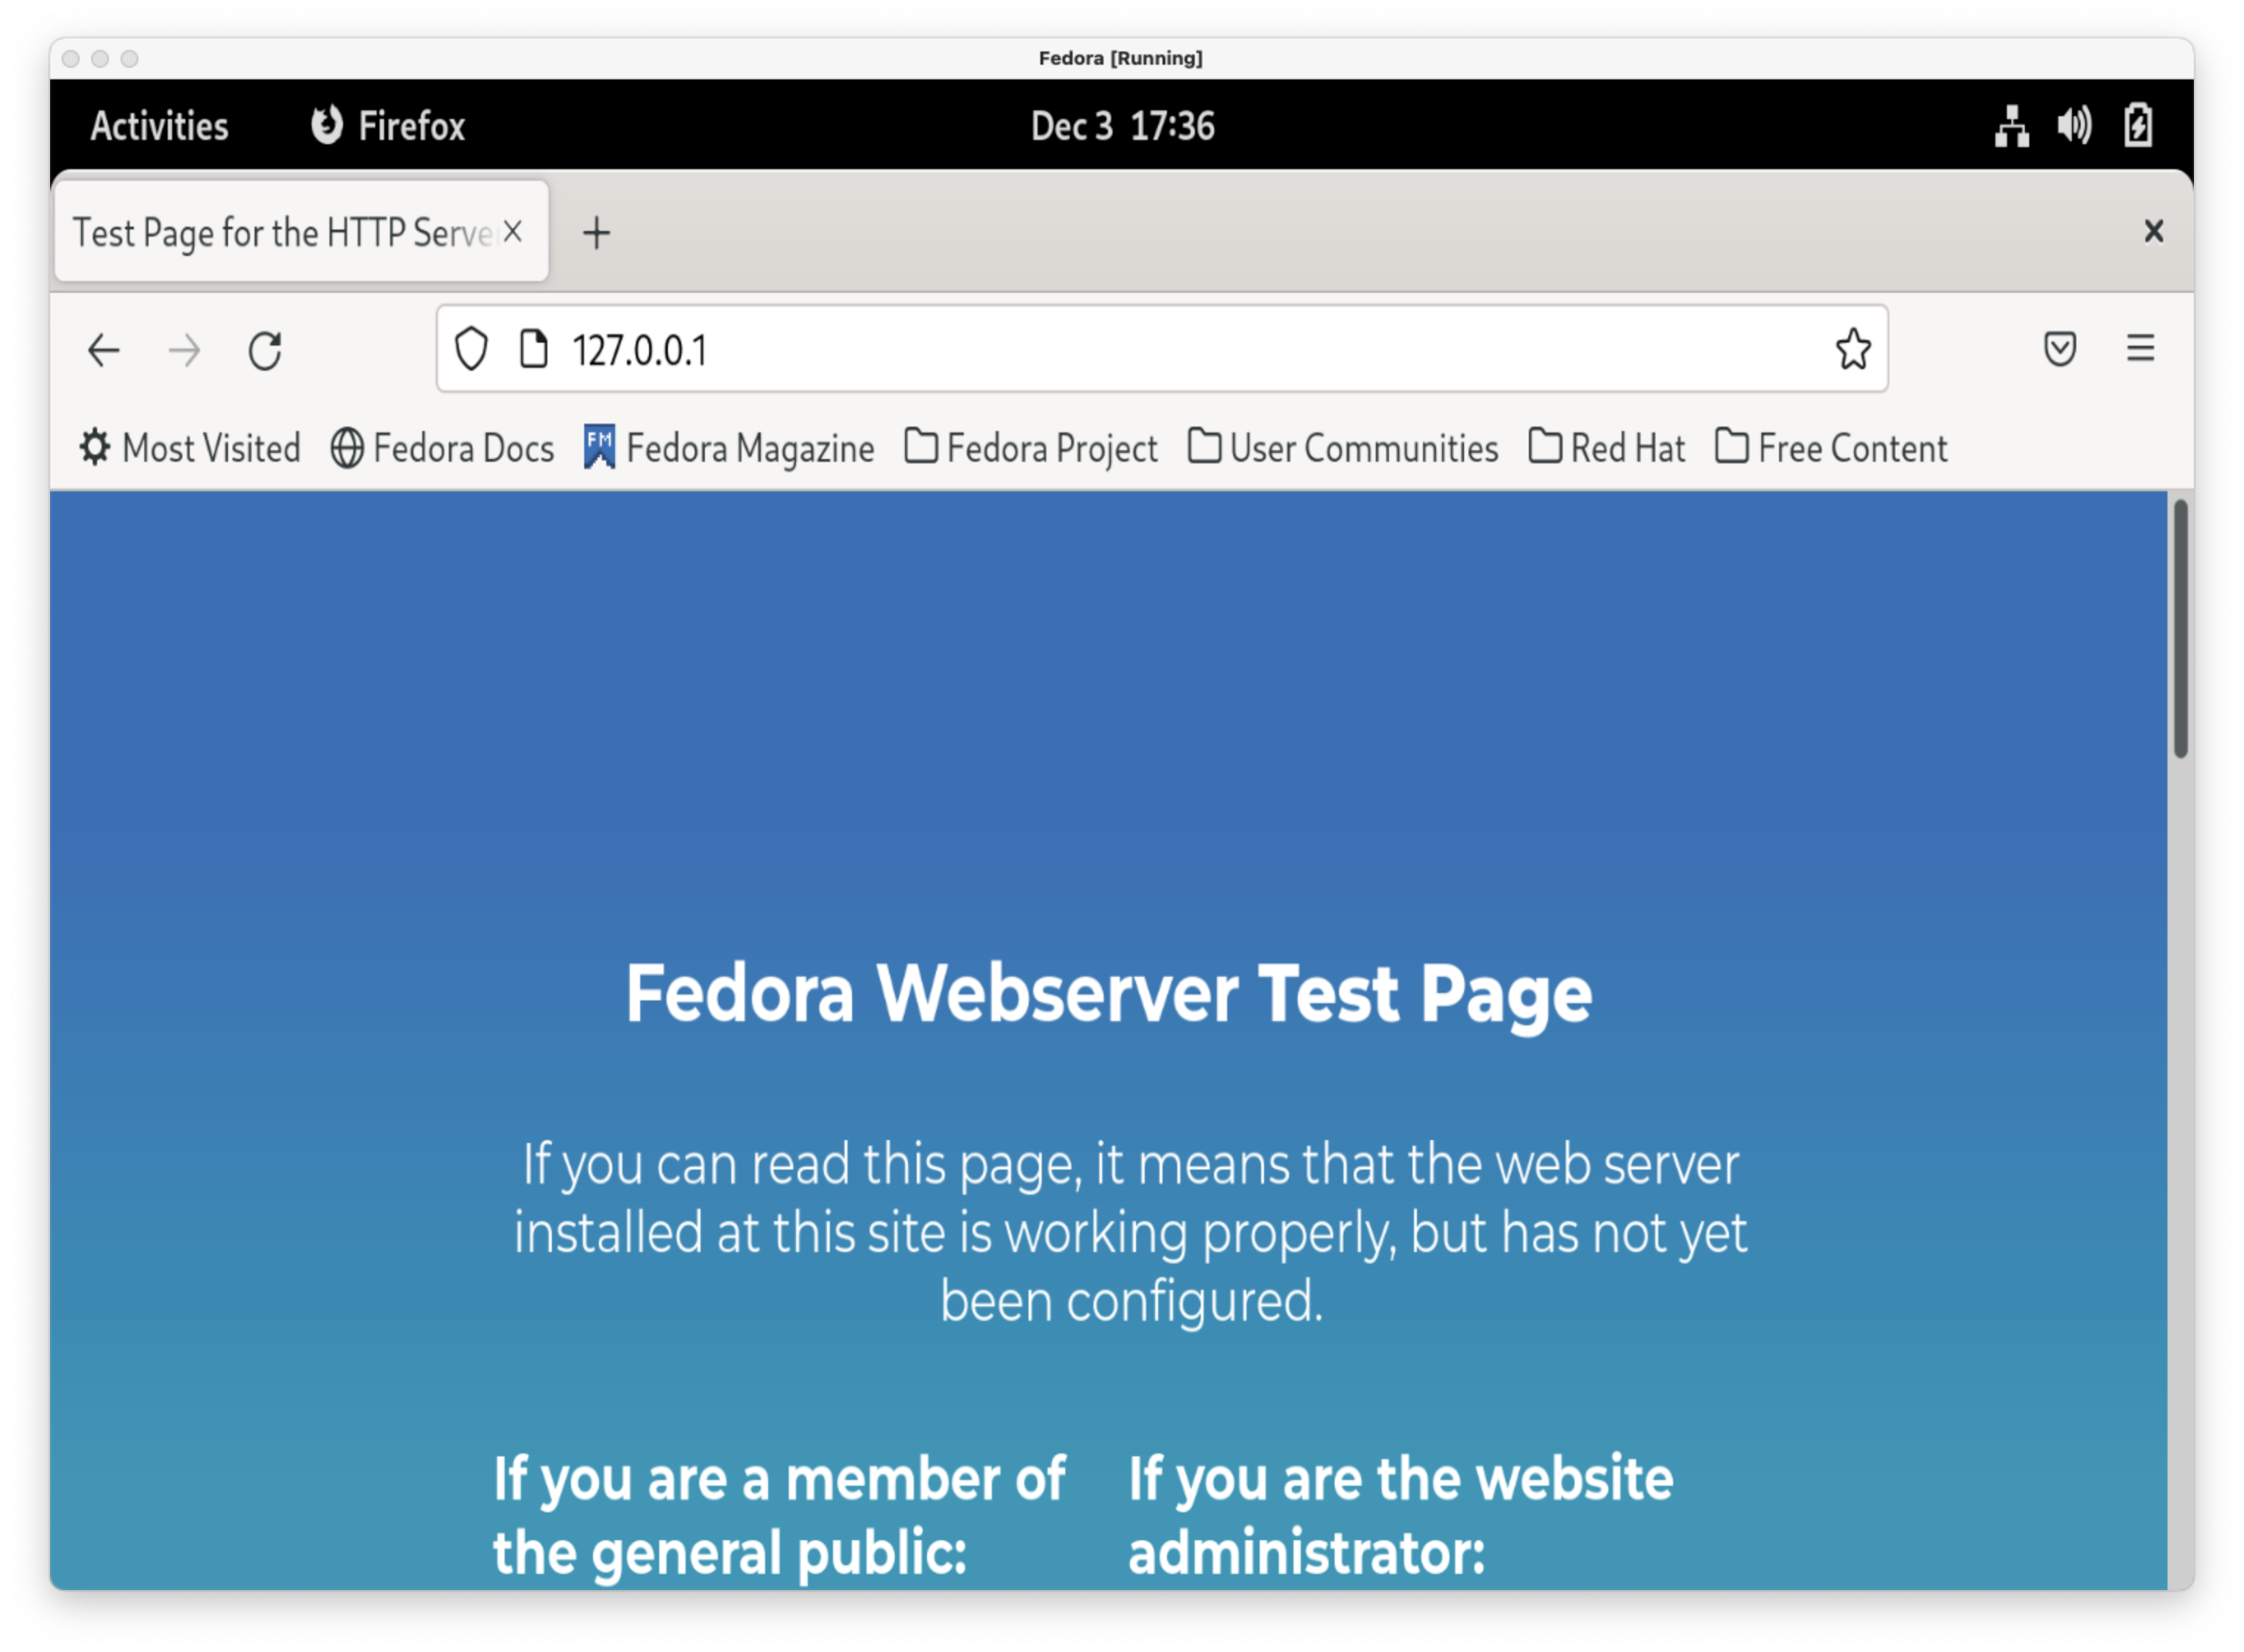 Fedora [Running]
Activities Firefox Dec 3 17:36
Test Page for the HTTP Serve
127.0.0.1
Most Visited Fedora Docs FM Fedora Magazine Fedora Project User Communities Red Hat Free Content
Fedora Webserver Test Page
If you can read this page, it means that the web server
installed at this site is working properly, but has not yet
been configured.
If you are a member of
the general public:
If you are the website
administrator: